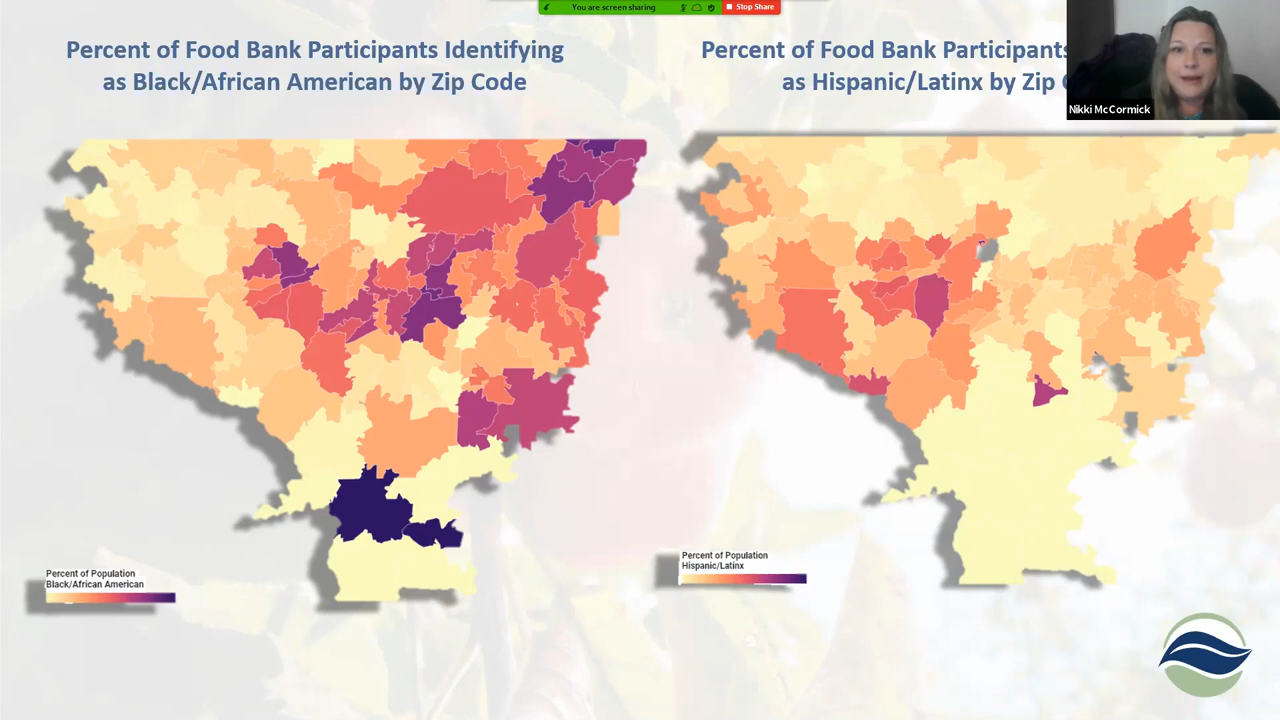 You are screen sharing
Stop Share
Percent of Food Bank Participants Identifying
as Black/African American by Zip Code
Percent of Food Bank Participants
as Hispanic/Latinx by Zip
Nikki McCormick
Percent of Population
Black/African American
Percent of Population
Hispanic/Latinx